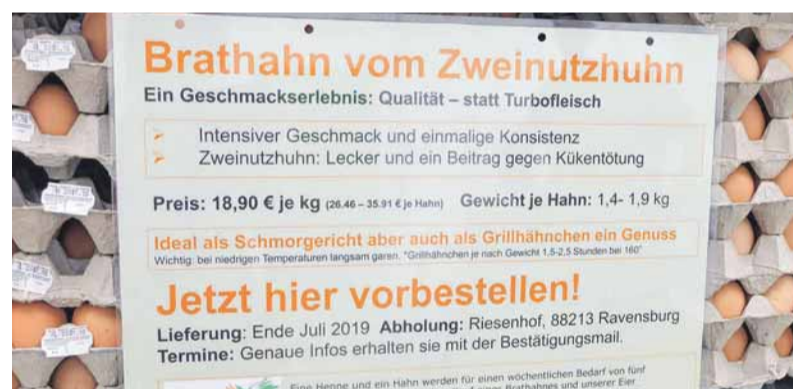 Brathahn vom Zweinutzhuhn
Ein Geschmackserlebnis: Qualität – statt Turbofleisch
Intensiver Geschmack und einmalige Konsistenz
Zweinutzhuhn: Lecker und ein Beitrag gegen Kükentötung
Preis: 18,90 € je kg (26.46 – 35.91 € je Hahn) Gewicht je Hahn: 1,4- 1,9 kg
Ideal als Schmorgericht aber auch als Grillhähnchen ein Genuss
Wichtig: bei niedrigen Temperaturen langsam garen. *Grillhähnchen je nach Gewicht 1,5-2,5 Stunden bei 160°
Jetzt hier vorbestellen!
Lieferung: Ende Juli 2019 Abholung: Riesenhof, 88213 Ravensburg
Termine: Genaue Infos erhalten sie mit der Bestätigungsmail.
Eine Henne und ein Hahn werden für einen wöchentlichen Bedarf von fünf
Brathahnes und unserer Eier